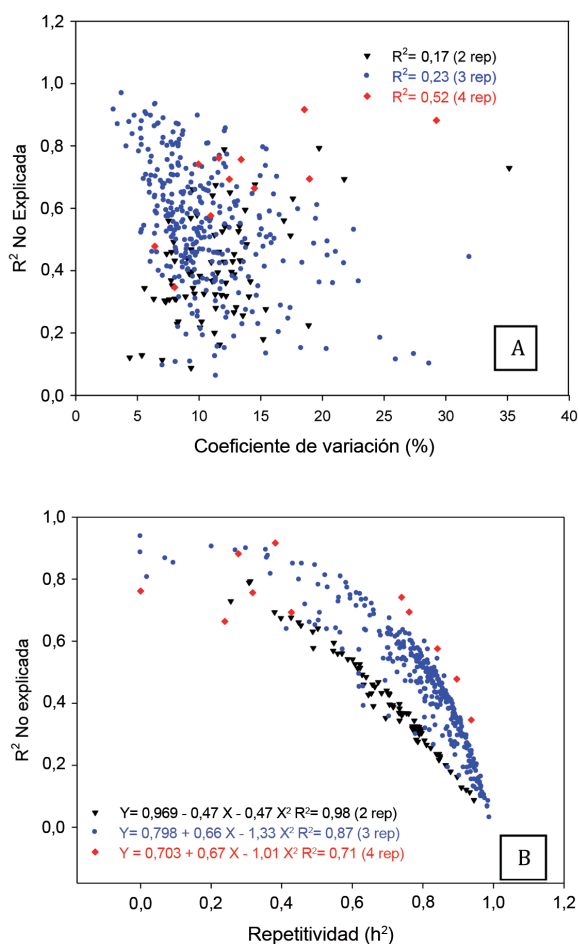 1,2
1,0
0,8
0,6
0,4
0,2
0,0
R² No Explicada
R²= 0,17 (2 rep)
R²= 0,23 (3 rep)
R²= 0,52 (4 rep)
A
0 5 10 15 20 25 30 35 40
Coeficiente de variación (%)
1,0
0,8
0,6
0,4
0,2
0,0
R² No explicada
Y= 0,969 - 0,47 X - 0,47 X² R²= 0,98 (2 rep)
Y= 0,798 + 0,66 X - 1,33 X² R²= 0,87 (3 rep)
Y = 0,703 + 0,67 X - 1,01 X² R²= 0,71 (4 rep)
B
0,0 0,2 0,4 0,6 0,8 1,0 1,2
Repetitividad (h²)